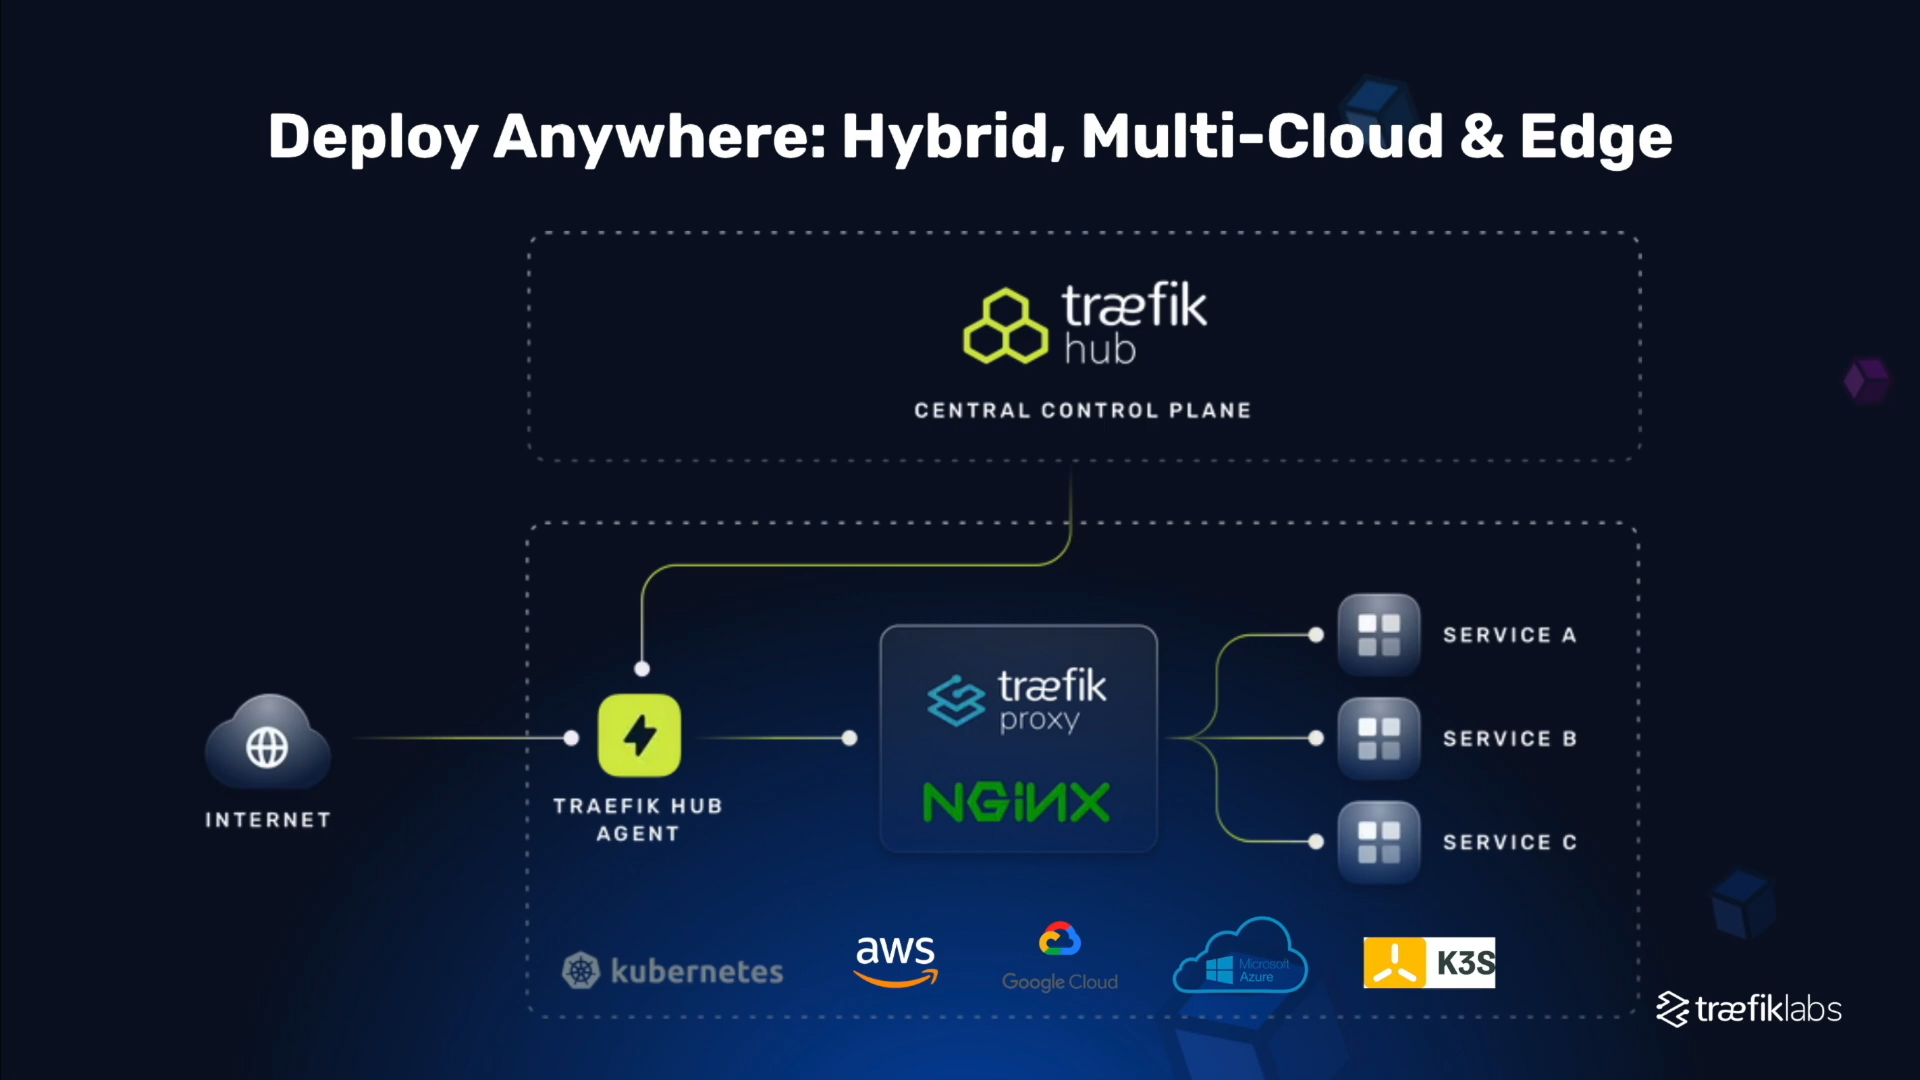 Deploy Anywhere: Hybrid, Multi-Cloud & Edge
træfik
hub
CENTRAL CONTROL PLANE
INTERNET
TRAEFIK HUB
AGENT
træfik
proxy
NGINX
SERVICE A
SERVICE B
SERVICE C
kubernetes
aws
Google Cloud
Microsoft
Azure
K3S
træfiklabs